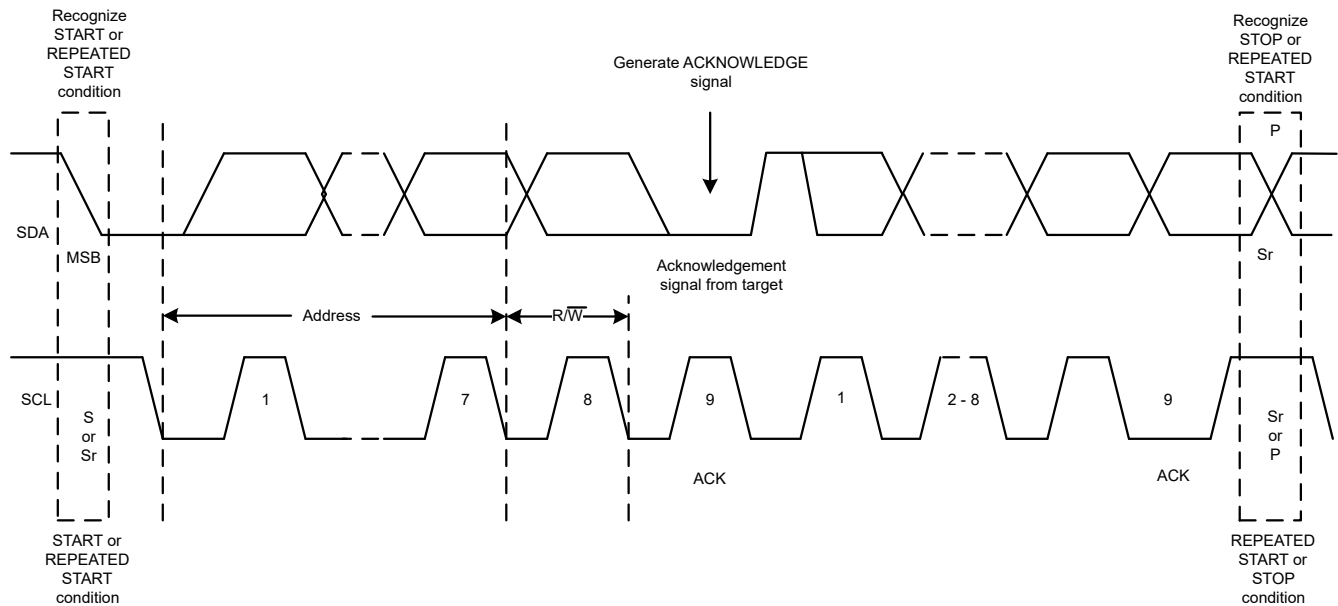 Recognize
START or
REPEATED
START
condition
Generate ACKNOWLEDGE
signal
Recognize
STOP or
REPEATED
START
condition
P
SDA
MSB
Acknowledgement
signal from target
Sr
Address
R/W̅
SCL
S
or
Sr
1
7
8
9
1
2 - 8
9
Sr
or
P
ACK
ACK
START or
REPEATED
START
condition
REPEATED
START or
STOP
condition